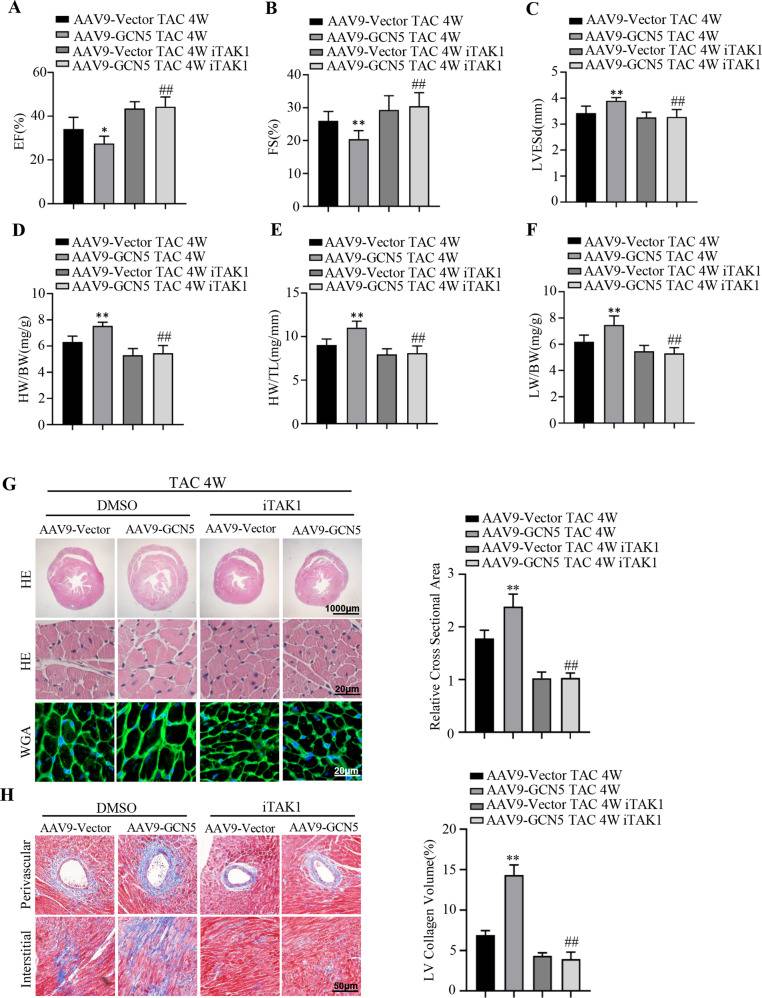 A
AAV9-Vector TAC 4W
AAV9-GCN5 TAC 4W
AAV9-Vector TAC 4W iTAK1
AAV9-GCN5 TAC 4W iTAK1
EF(%)
60
40
20
0
*
##
B
AAV9-Vector TAC 4W
AAV9-GCN5 TAC 4W
AAV9-Vector TAC 4W iTAK1
AAV9-GCN5 TAC 4W iTAK1
FS(%)
40
30
20
10
0
**
##
C
AAV9-Vector TAC 4W
AAV9-GCN5 TAC 4W
AAV9-Vector TAC 4W iTAK1
AAV9-GCN5 TAC 4W iTAK1
LVESd(mm)
5
4
3
2
1
0
**
##
D
AAV9-Vector TAC 4W
AAV9-GCN5 TAC 4W
AAV9-Vector TAC 4W iTAK1
AAV9-GCN5 TAC 4W iTAK1
HW/BW(mg/g)
10
8
6
4
2
0
**
##
E
AAV9-Vector TAC 4W
AAV9-GCN5 TAC 4W
AAV9-Vector TAC 4W iTAK1
AAV9-GCN5 TAC 4W iTAK1
HW/TL(mg/mm)
15
10
5
0
**
##
F
AAV9-Vector TAC 4W
AAV9-GCN5 TAC 4W
AAV9-Vector TAC 4W iTAK1
AAV9-GCN5 TAC 4W iTAK1
LW/BW(mg/g)
10
8
6
4
2
0
**
##
G
TAC 4W
DMSO
iTAK1
AAV9-Vector
AAV9-GCN5
AAV9-Vector
AAV9-GCN5
HE
1000μm
HE
20μm
WGA
20μm
AAV9-Vector TAC 4W
AAV9-GCN5 TAC 4W
AAV9-Vector TAC 4W iTAK1
AAV9-GCN5 TAC 4W iTAK1
Relative Cross Sectional Area
3
2
1
0
**
##
H
DMSO
iTAK1
AAV9-Vector
AAV9-GCN5
AAV9-Vector
AAV9-GCN5
Perivascular
Interstitial
50μm
AAV9-Vector TAC 4W
AAV9-GCN5 TAC 4W
AAV9-Vector TAC 4W iTAK1
AAV9-GCN5 TAC 4W iTAK1
LV Collagen Volume(%)
20
15
10
5
0
**
##